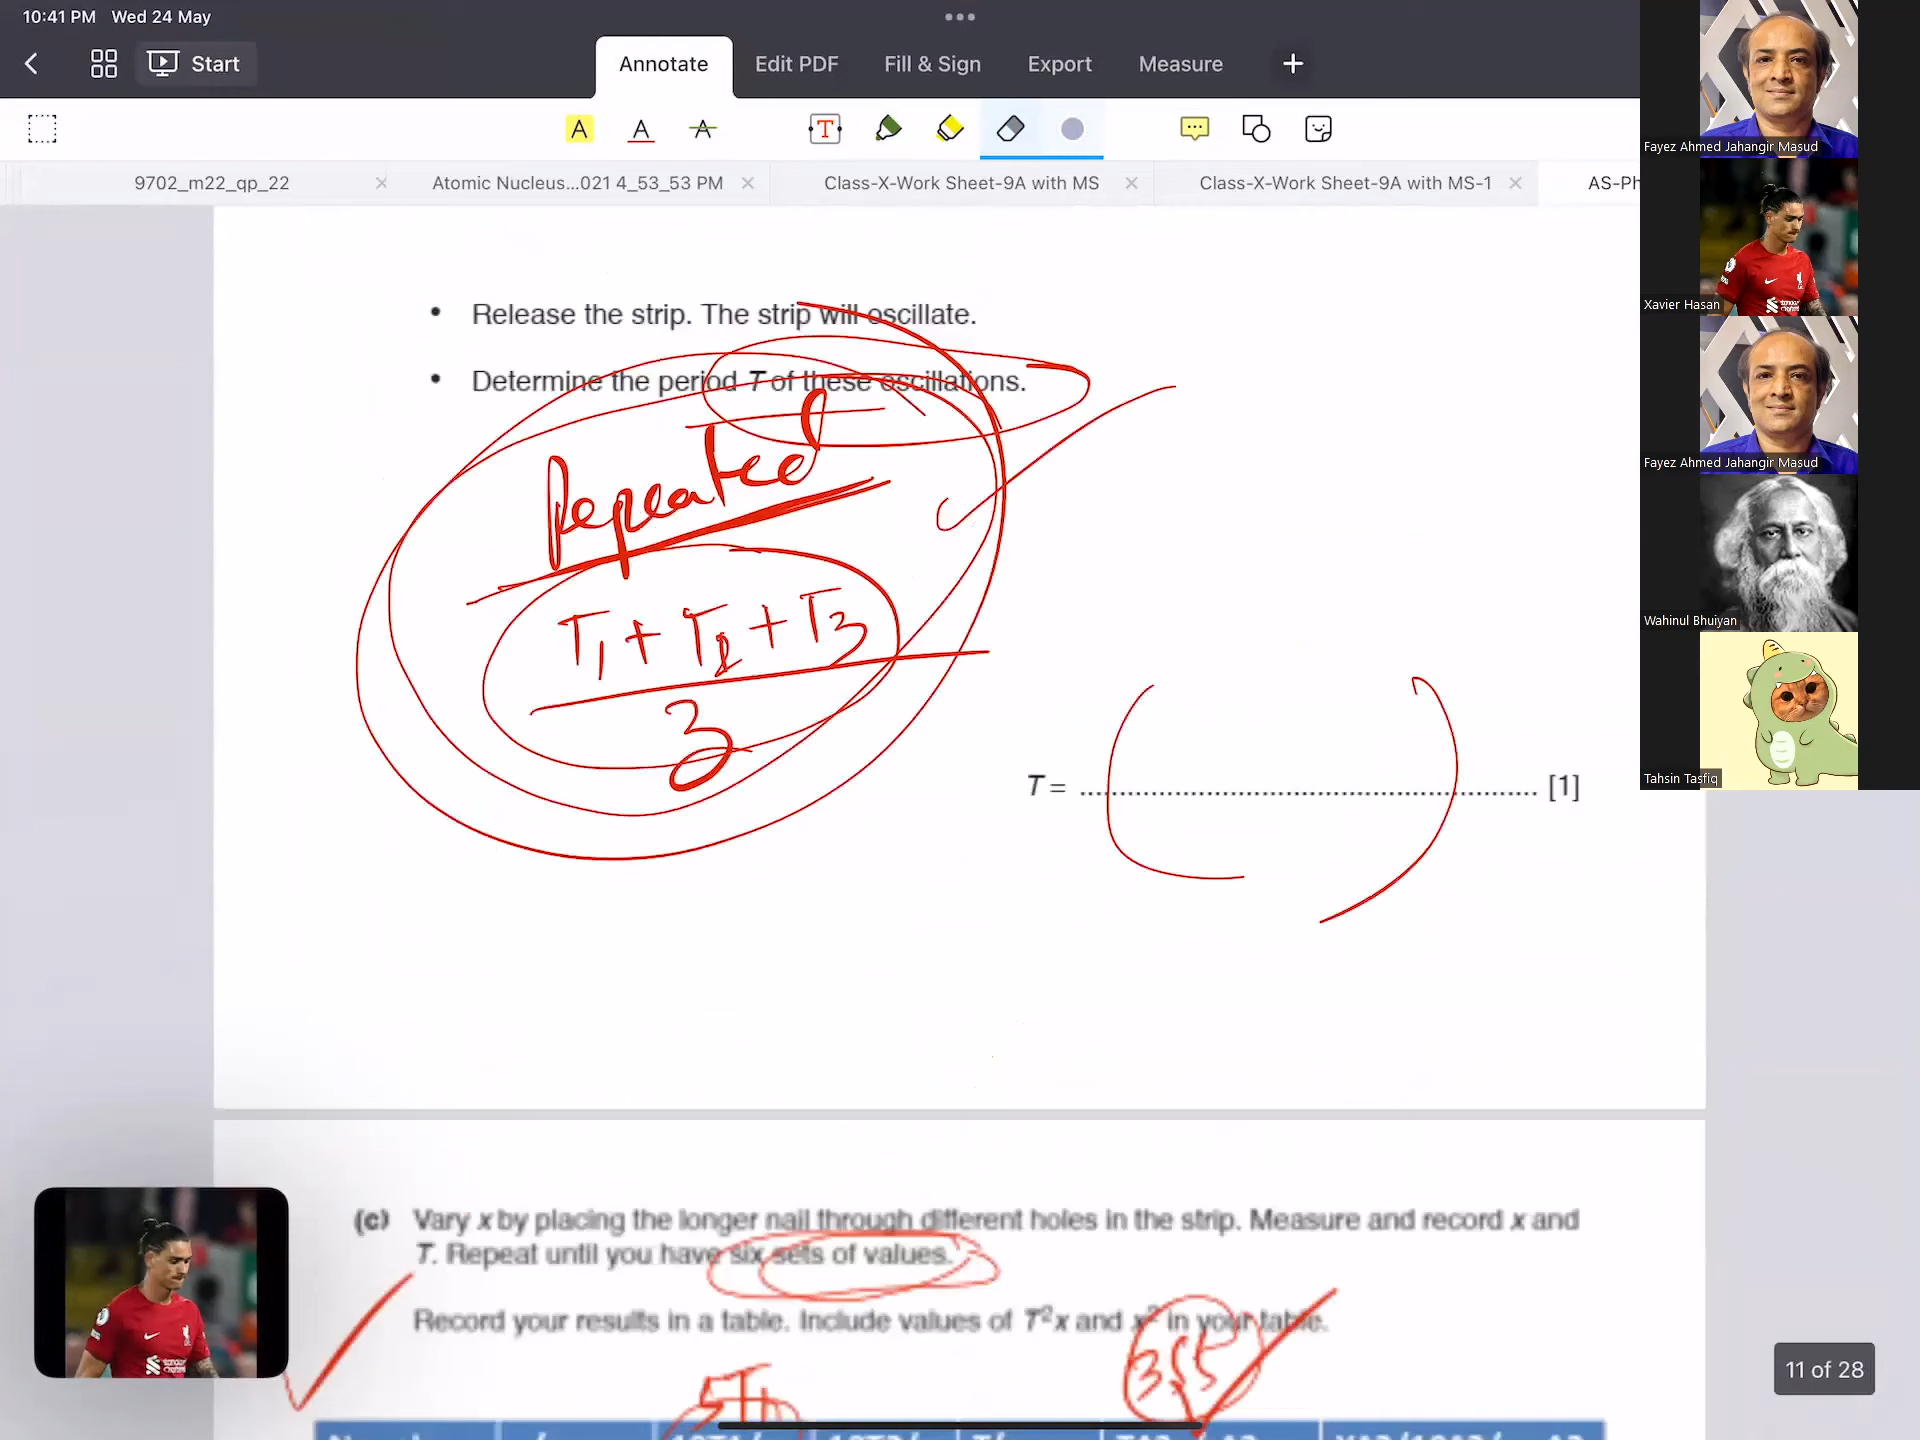 10:41 PM Wed 24 May
Start
Annotate Edit PDF Fill & Sign Export Measure
9702_m22_qp_22
Atomic Nucleus...021 4_53_53 PM
Class-X-Work Sheet-9A with MS
Class-X-Work Sheet-9A with MS-1
AS-Ph
Fayez Ahmed Jahangir Masud
Xavier Hasan
Fayez Ahmed Jahangir Masud
Wahinul Bhuiyan
Tahsin Tasfiq
• Release the strip. The strip will oscillate.
• Determine the period T of these oscillations.
Repeated
T1 + T2 + T3
3
T = .......................................................... [1]
(c) Vary x by placing the longer nail through different holes in the strip. Measure and record x and
T. Repeat until you have six sets of values.
Record your results in a table. Include values of T²x and x² in your table.
11 of 28